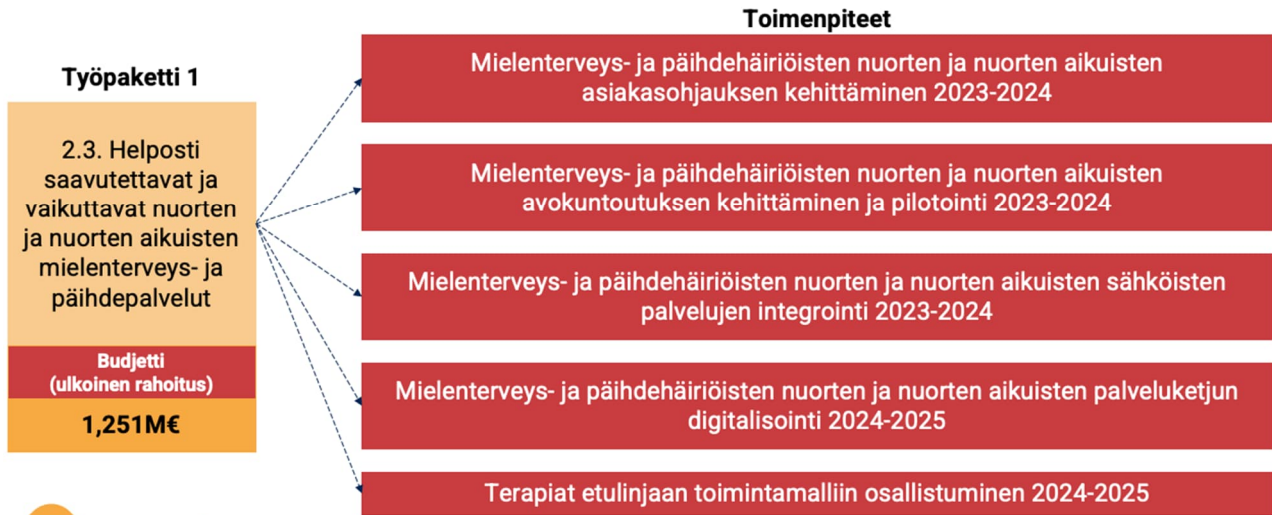 Työpaketti 1
2.3. Helposti
saavutettavat ja
vaikuttavat nuorten
ja nuorten aikuisten
mielenterveys- ja
päihdepalvelut
Budjetti
(ulkoinen rahoitus)
1,251M€
Toimenpiteet
Mielenterveys- ja päihdehäiriöisten nuorten ja nuorten aikuisten
asiakasohjauksen kehittäminen 2023-2024
Mielenterveys- ja päihdehäiriöisten nuorten ja nuorten aikuisten
avokuntoutuksen kehittäminen ja pilotointi 2023-2024
Mielenterveys- ja päihdehäiriöisten nuorten ja nuorten aikuisten sähköisten
palvelujen integrointi 2023-2024
Mielenterveys- ja päihdehäiriöisten nuorten ja nuorten aikuisten palveluketjun
digitalisointi 2024-2025
Terapiat etulinjaan toimintamalliin osallistuminen 2024-2025